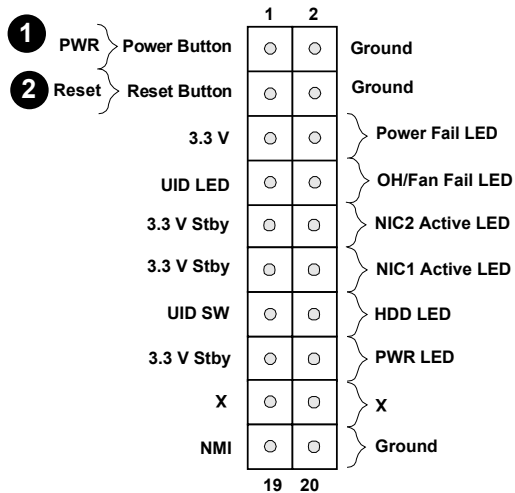 1 2
1 PWR Power Button Ground
2 Reset Reset Button Ground
3.3 V Power Fail LED
UID LED OH/Fan Fail LED
3.3 V Stby NIC2 Active LED
3.3 V Stby NIC1 Active LED
UID SW HDD LED
3.3 V Stby PWR LED
X X
NMI Ground
19 20